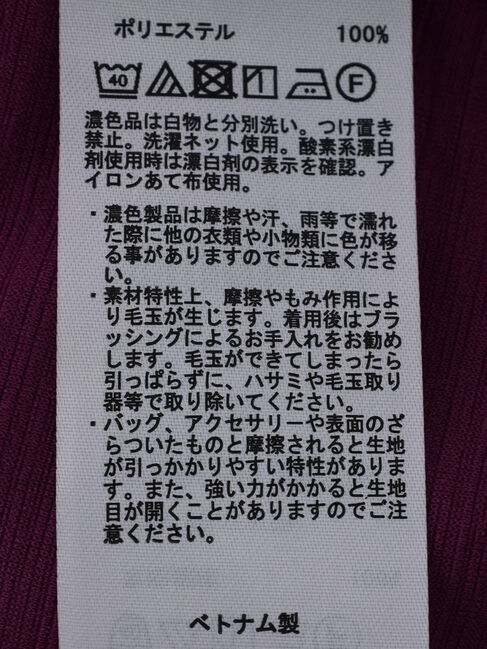 ポリエステル 100%
40 F
濃色品は白物と分別洗い。つけ置き
禁止。洗濯ネット使用。酸素系漂白
剤使用時は漂白剤の表示を確認。ア
イロンあて布使用。
・濃色製品は摩擦や汗、雨等で濡れ
た際に他の衣類や小物類に色が移
る事がありますのでご注意くださ
い。
・素材特性上、摩擦やもみ作用によ
り毛玉が生じます。着用後はブラ
ッシングによるお手入れをお勧め
します。毛玉ができてしまったら
引っぱらずに、ハサミや毛玉取り
器等で取り除いてください。
・バッグ、アクセサリーや表面のざ
らついたものと摩擦されると生地
が引っかかりやすい特性がありま
す。また、強い力がかかると生地
目が開くことがありますのでご注
意ください。
ベトナム製